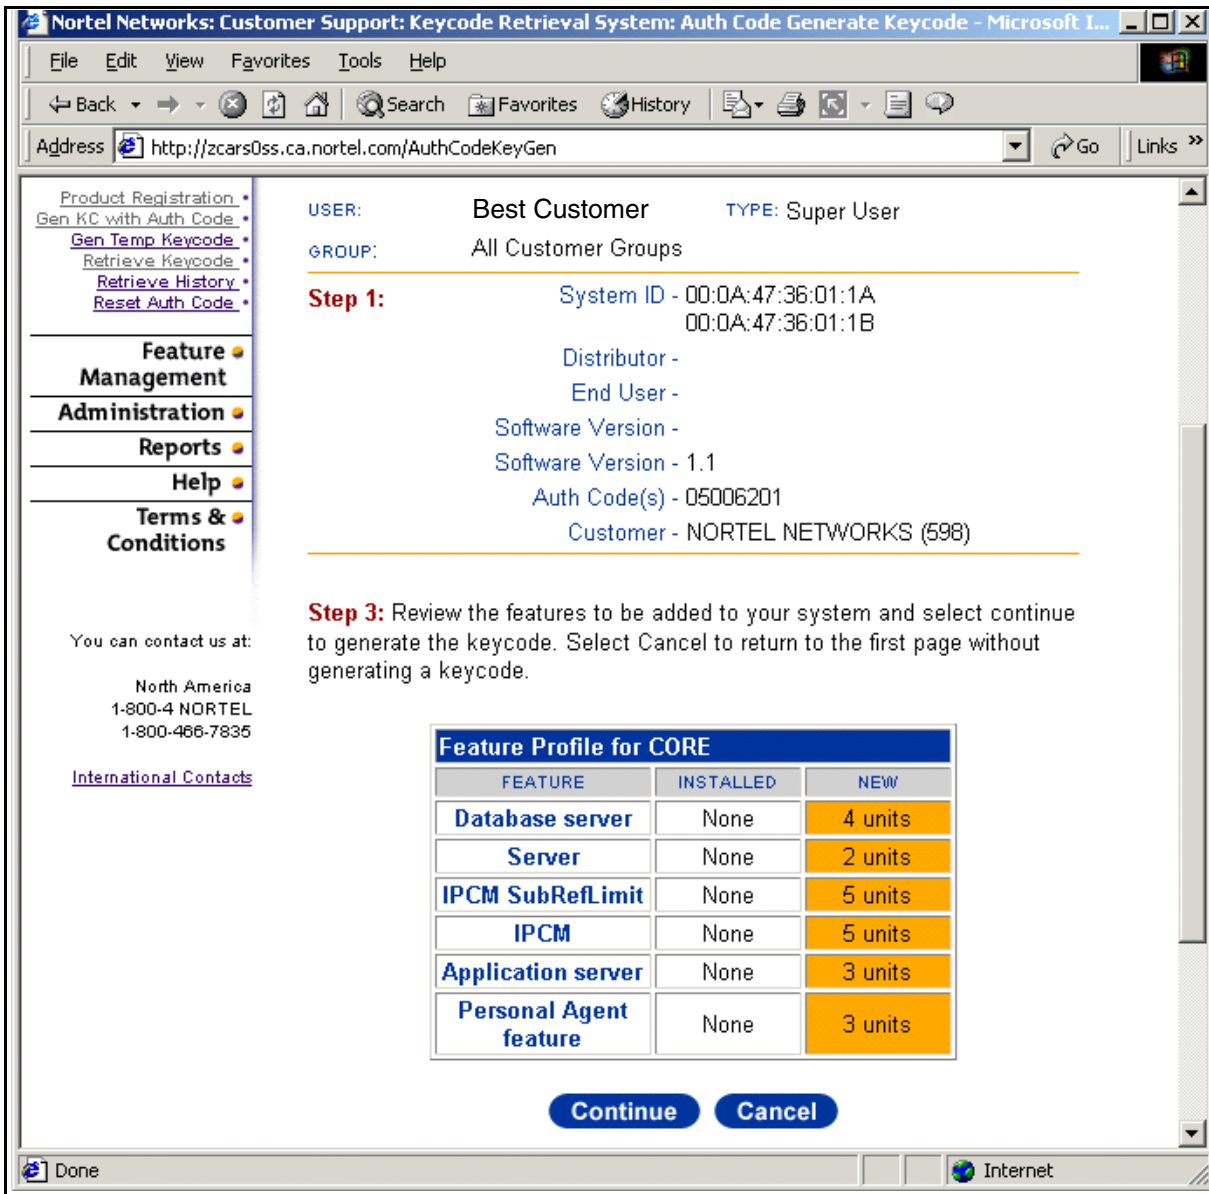 Nortel Networks: Customer Support: Keycode Retrieval System: Auth Code Generate Keycode - Microsoft I...
File Edit View Favorites Tools Help
Back Search Favorites History
Address http://zcars0ss.ca.nortel.com/AuthCodeKeyGen Go Links »
Product Registration •
Gen KC with Auth Code •
Gen Temp Keycode •
Retrieve Keycode •
Retrieve History •
Reset Auth Code •
Feature
Management
Administration
Reports
Help
Terms &
Conditions
You can contact us at:
North America
1-800-4 NORTEL
1-800-466-7835
International Contacts
USER: Best Customer TYPE: Super User
GROUP: All Customer Groups
Step 1: System ID - 00:0A:47:36:01:1A
00:0A:47:36:01:1B
Distributor -
End User -
Software Version -
Software Version - 1.1
Auth Code(s) - 05006201
Customer - NORTEL NETWORKS (598)
Step 3: Review the features to be added to your system and select continue
to generate the keycode. Select Cancel to return to the first page without
generating a keycode.
Feature Profile for CORE
FEATURE INSTALLED NEW
Database server None 4 units
Server None 2 units
IPCM SubRefLimit None 5 units
IPCM None 5 units
Application server None 3 units
Personal Agent
feature None 3 units
Continue Cancel
Done Internet